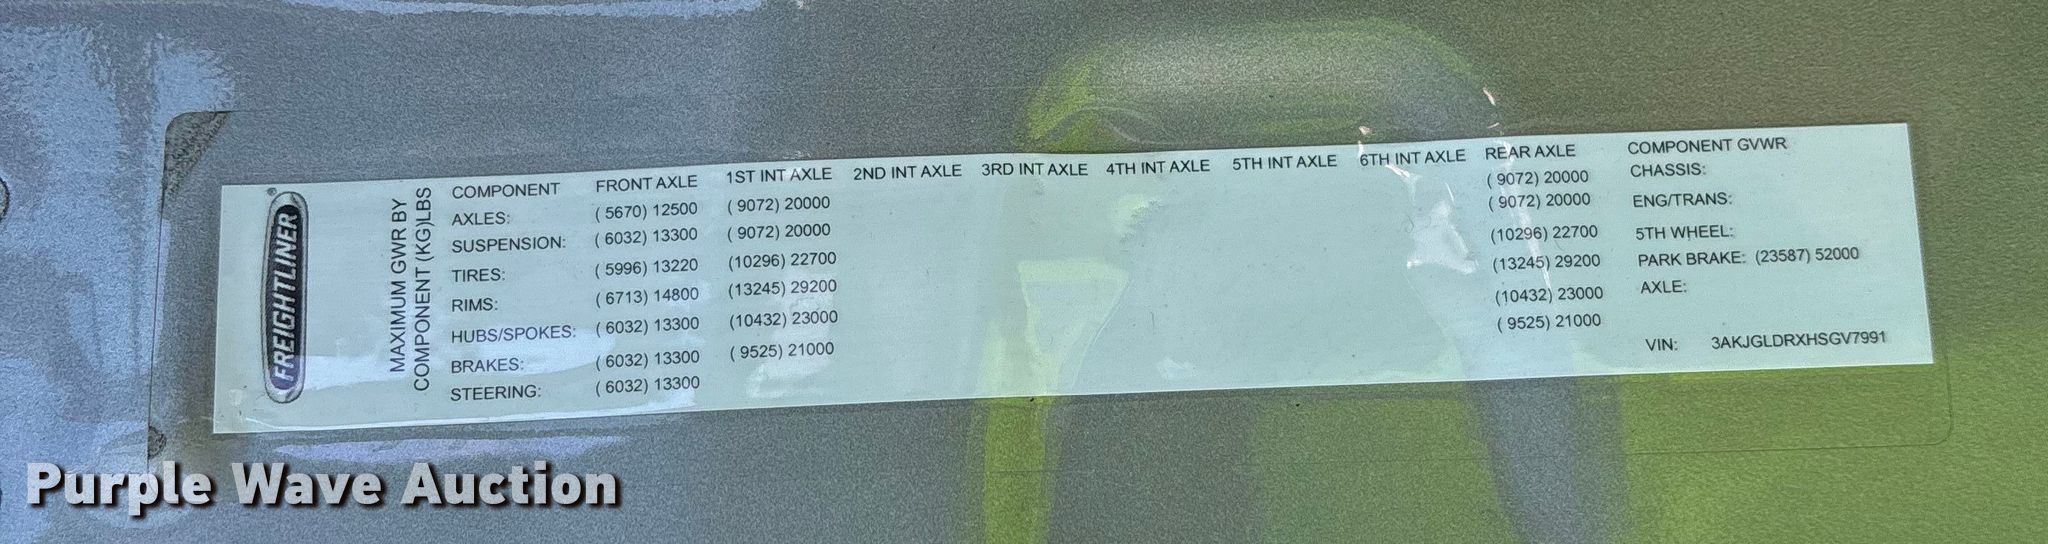 FREIGHTLINER®
MAXIMUM GWR BY
COMPONENT (KG)LBS
COMPONENT FRONT AXLE 1ST INT AXLE 2ND INT AXLE 3RD INT AXLE 4TH INT AXLE 5TH INT AXLE 6TH INT AXLE REAR AXLE COMPONENT GVWR
AXLES: ( 5670) 12500 ( 9072) 20000 ( 9072) 20000 CHASSIS:
SUSPENSION: ( 6032) 13300 ( 9072) 20000 ( 9072) 20000 ENG/TRANS:
TIRES: ( 5996) 13220 (10296) 22700 (10296) 22700 5TH WHEEL:
RIMS: ( 6713) 14800 (13245) 29200 (13245) 29200 PARK BRAKE: (23587) 52000
HUBS/SPOKES: ( 6032) 13300 (10432) 23000 (10432) 23000 AXLE:
BRAKES: ( 6032) 13300 ( 9525) 21000 ( 9525) 21000
STEERING: ( 6032) 13300 VIN: 3AKJGLDRXHSGV7991
Purple Wave Auction